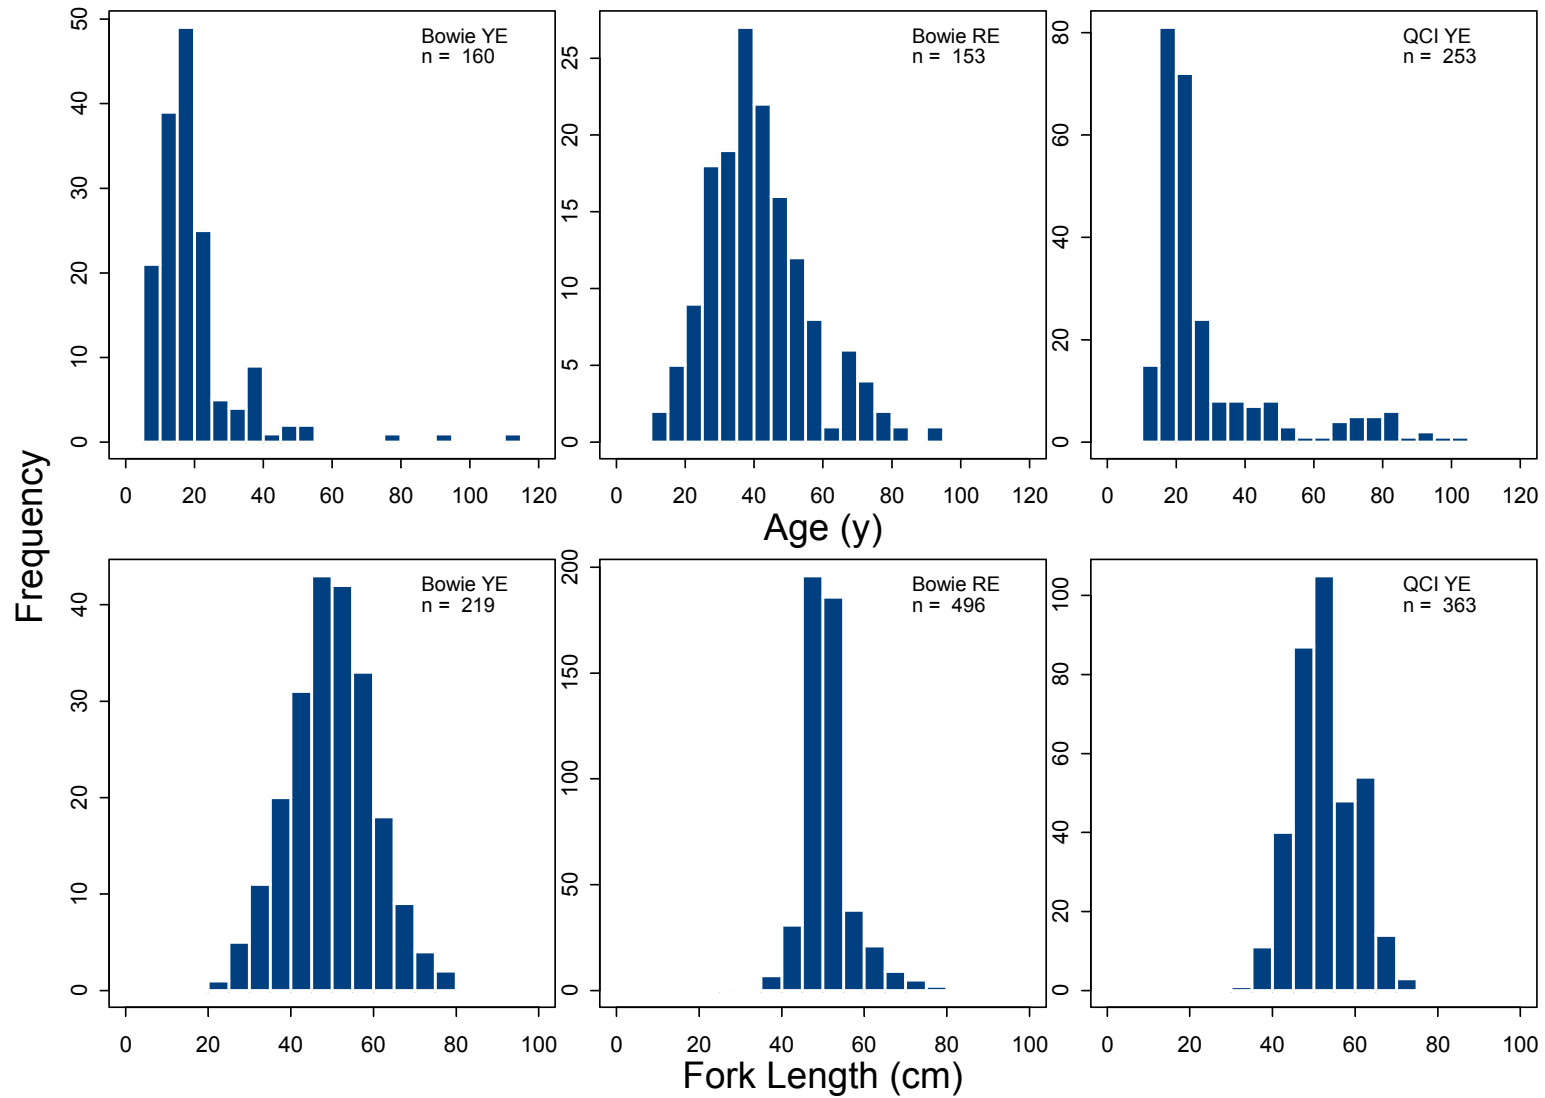 Frequency
Bowie YE
n = 160
0 10 20 30 40 50
0 20 40 60 80 100 120
Bowie RE
n = 153
0 5 10 15 20 25
0 20 40 60 80 100 120
QCI YE
n = 253
0 20 40 60 80
0 20 40 60 80 100 120
Age (y)
Bowie YE
n = 219
0 10 20 30 40
0 20 40 60 80 100
Bowie RE
n = 496
0 50 100 150 200
0 20 40 60 80 100
QCI YE
n = 363
0 20 40 60 80 100
0 20 40 60 80 100
Fork Length (cm)